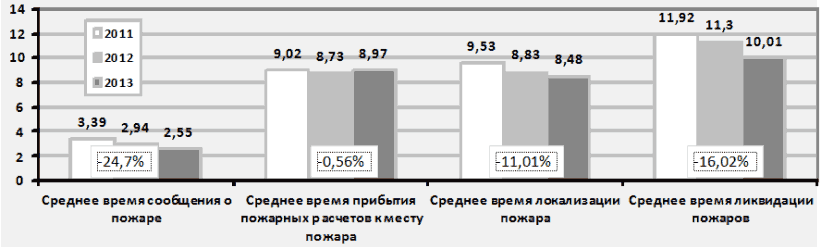 14
12
10
8
6
4
2
0
2011
2012
2013
3,39 2,94 2,55
9,02 8,73 8,97
9,53 8,83 8,48
11,92 11,3 10,01
-24,7%
-0,56%
-11,01%
-16,02%
Среднее время сообщения о
пожаре
Среднее время прибытия
пожарных расчетов к месту
пожара
Среднее время локализации
пожара
Среднее время ликвидации
пожаров